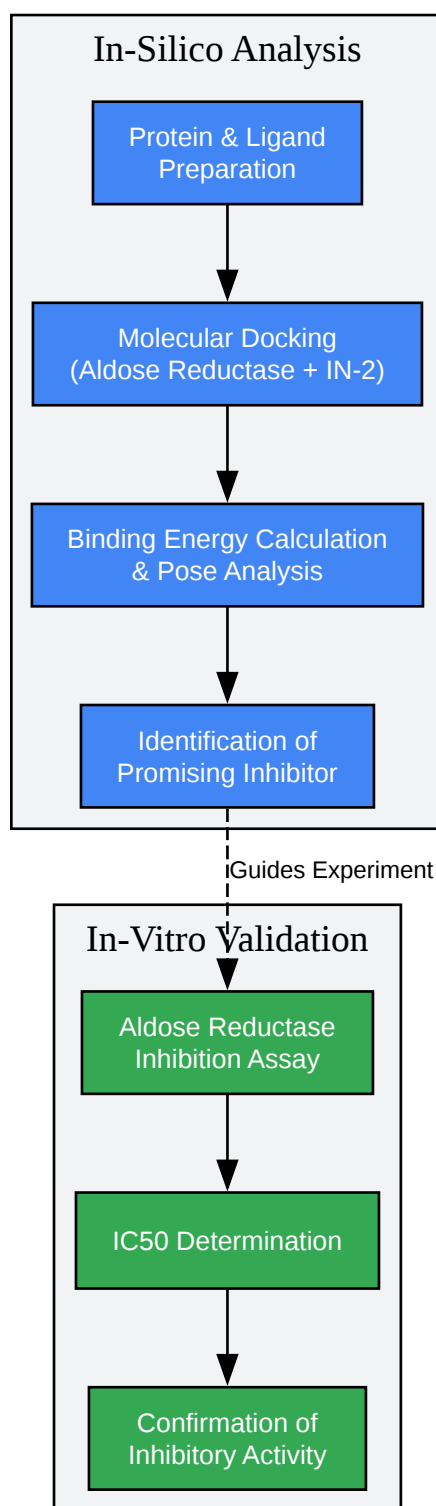 In-Silico Analysis
Protein & Ligand
Preparation
Molecular Docking
(Aldose Reductase + IN-2)
Binding Energy Calculation
& Pose Analysis
Identification of
Promising Inhibitor
Guides Experiment
In-Vitro Validation
Aldose Reductase
Inhibition Assay
IC50 Determination
Confirmation of
Inhibitory Activity